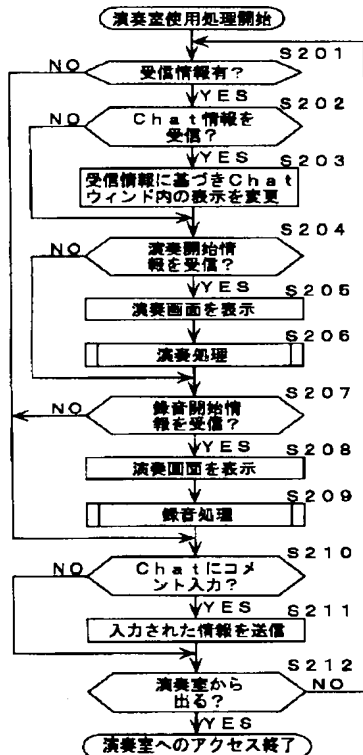 演奏室使用処理開始
S201
NO
受信情報有?
YES
S202
NO
Chat情報を
受信?
YES
S203
受信情報に基づきChat
ウィンド内の表示を変更
S204
NO
演奏開始情
報を受信?
YES
S205
演奏画面を表示
S206
演奏処理
S207
NO
録音開始情
報を受信?
YES
S208
演奏画面を表示
S209
録音処理
S210
NO
Chatにコメ
ント入力?
YES
S211
入力された情報を送信
S212
演奏室から
出る?
NO
YES
演奏室へのアクセス終了